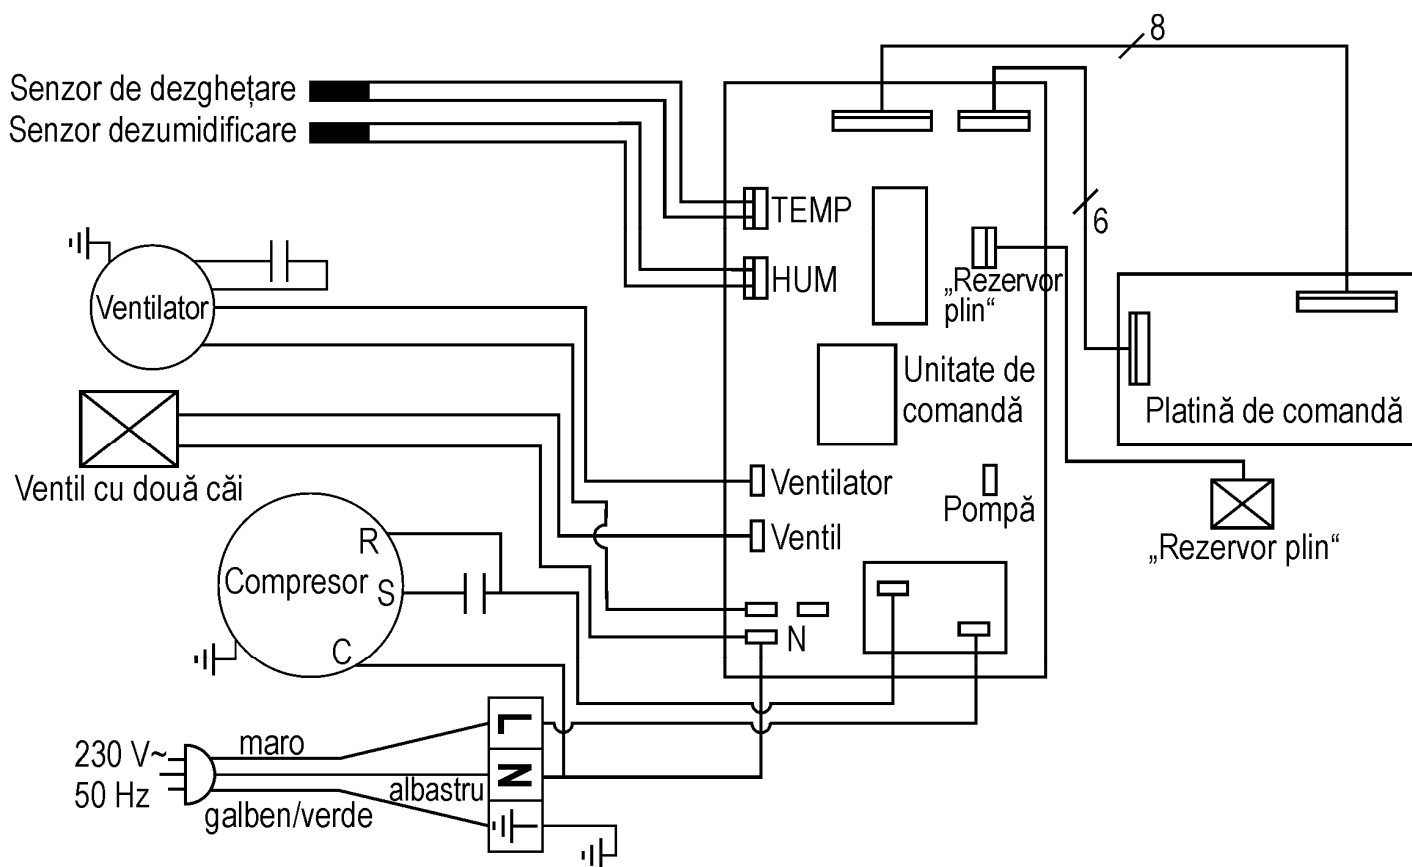 8
Senzor de dezghețare
Senzor dezumidificare
TEMP
6
HUM
„Rezervor
plin“
Ventilator
Unitate de
comandă
Platină de comandă
Ventil cu două căi
Ventilator
Pompă
Ventil
„Rezervor plin“
R
Compresor
S
N
C
L
230 V~
maro
N
50 Hz
albastru
galben/verde